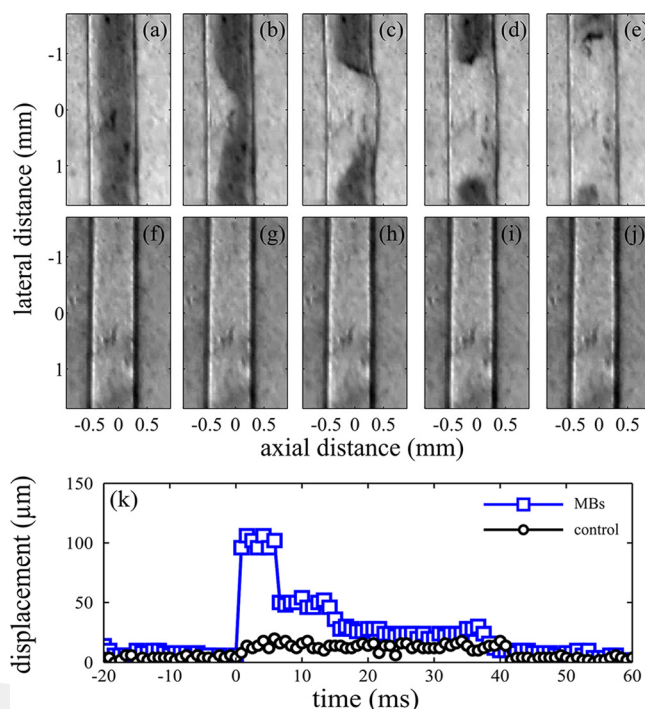 (a) (b) (c) (d) (e)
-1
0
1
lateral distance (mm)
(f) (g) (h) (i) (j)
-1
0
1
-0.5 0 0.5 -0.5 0 0.5 -0.5 0 0.5 -0.5 0 0.5 -0.5 0 0.5
axial distance (mm)
(k)
150
100
50
0
displacement (µm)
MBs
control
-20 -10 0 10 20 30 40 50 60
time (ms)